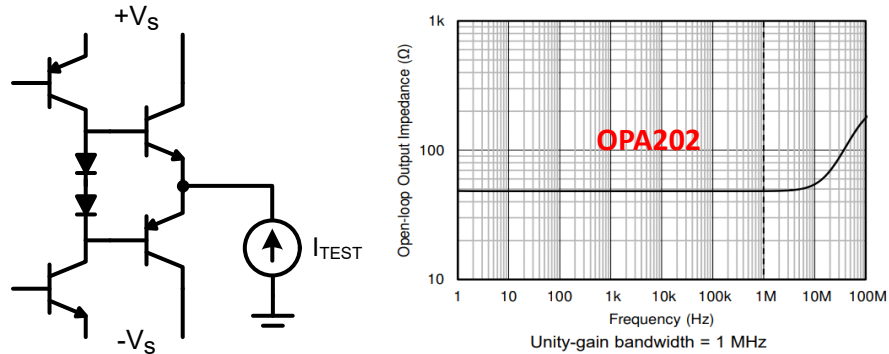 +VS
ITEST
-VS
Open-loop Output Impedance (Ω)
1k
100
10
OPA202
1 10 100 1k 10k 100k 1M 10M 100M
Frequency (Hz)
Unity-gain bandwidth = 1 MHz